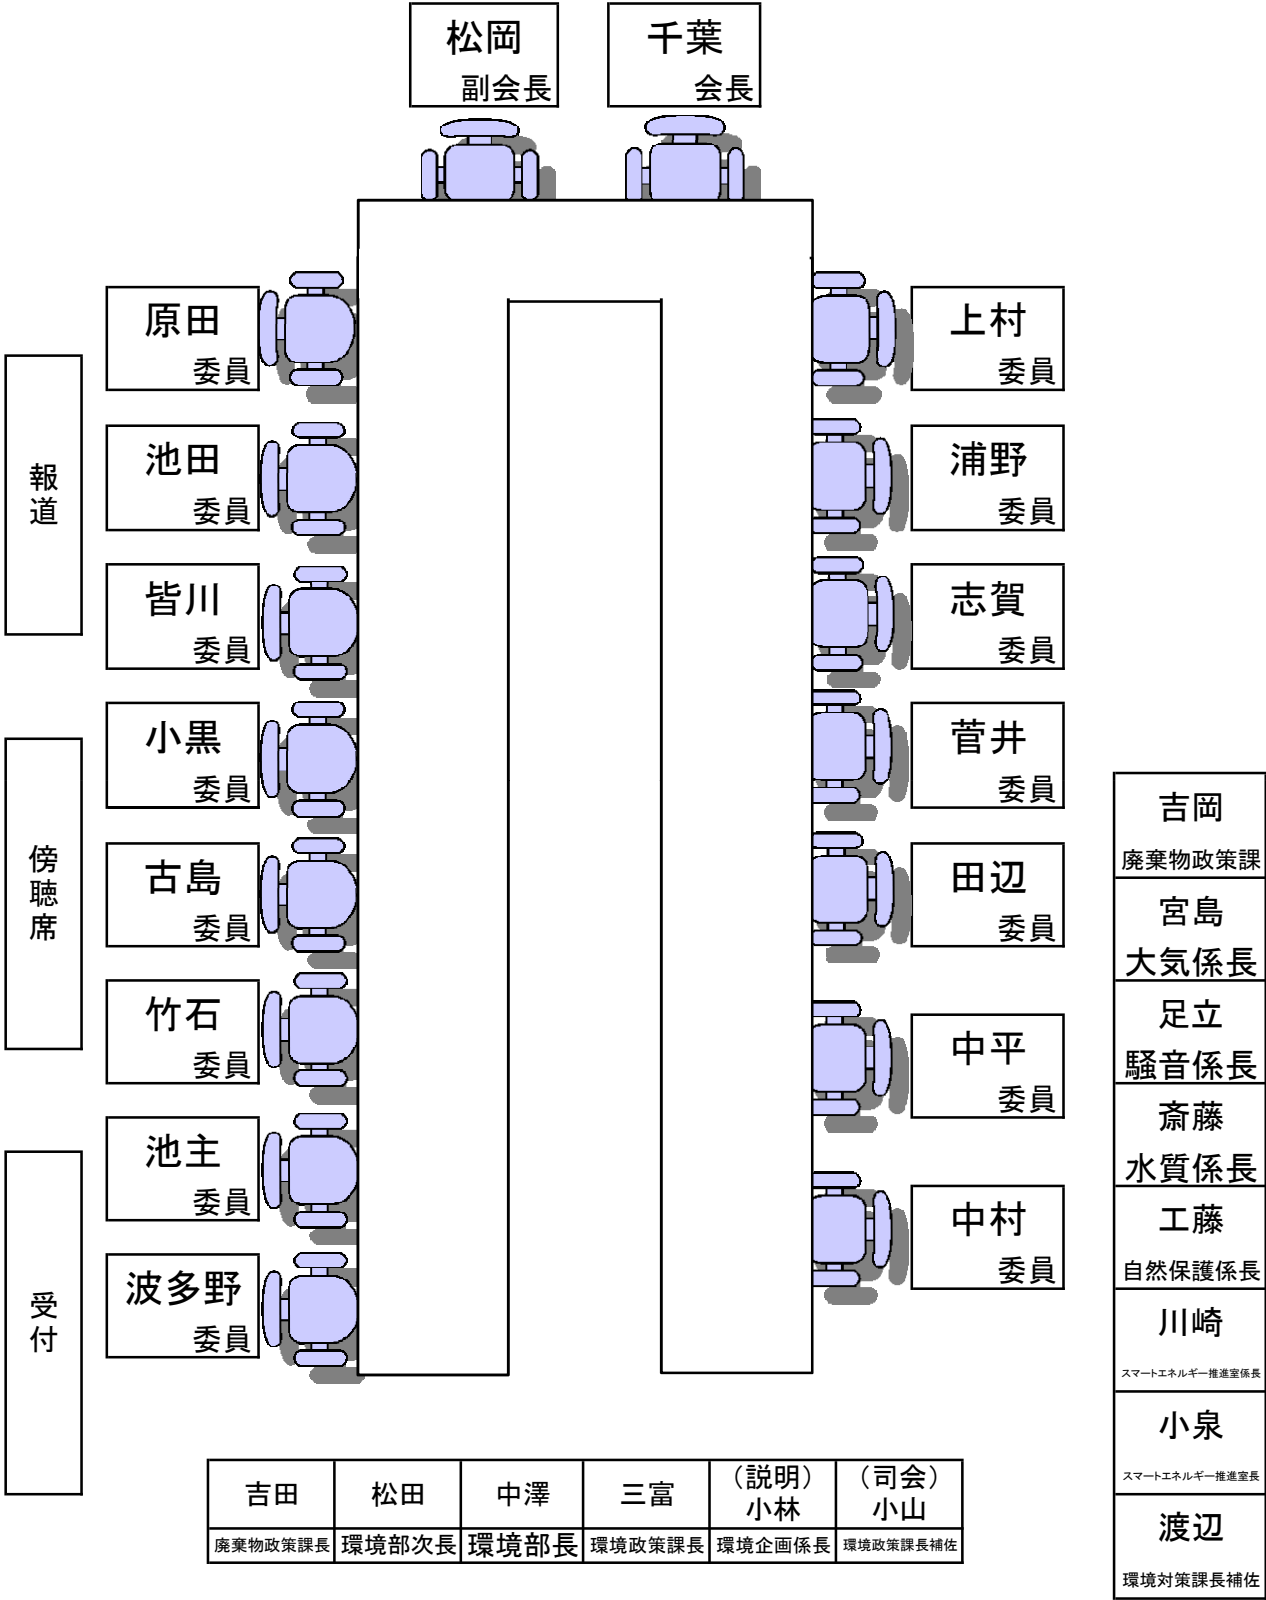 松岡
副会長
千葉
会長
報道
傍聴席
受付
原田
委員
池田
委員
皆川
委員
小黒
委員
古島
委員
竹石
委員
池主
委員
波多野
委員
上村
委員
浦野
委員
志賀
委員
菅井
委員
田辺
委員
中平
委員
中村
委員
吉岡
廃棄物政策課
宮島
大気係長
足立
騒音係長
斎藤
水質係長
工藤
自然保護係長
川崎
スマートエネルギー推進室係長
小泉
スマートエネルギー推進室長
渡辺
環境対策課長補佐
吉田
廃棄物政策課長
松田
環境部次長
中澤
環境部長
三富
環境政策課長
（説明）
小林
環境企画係長
（司会）
小山
環境政策課長補佐